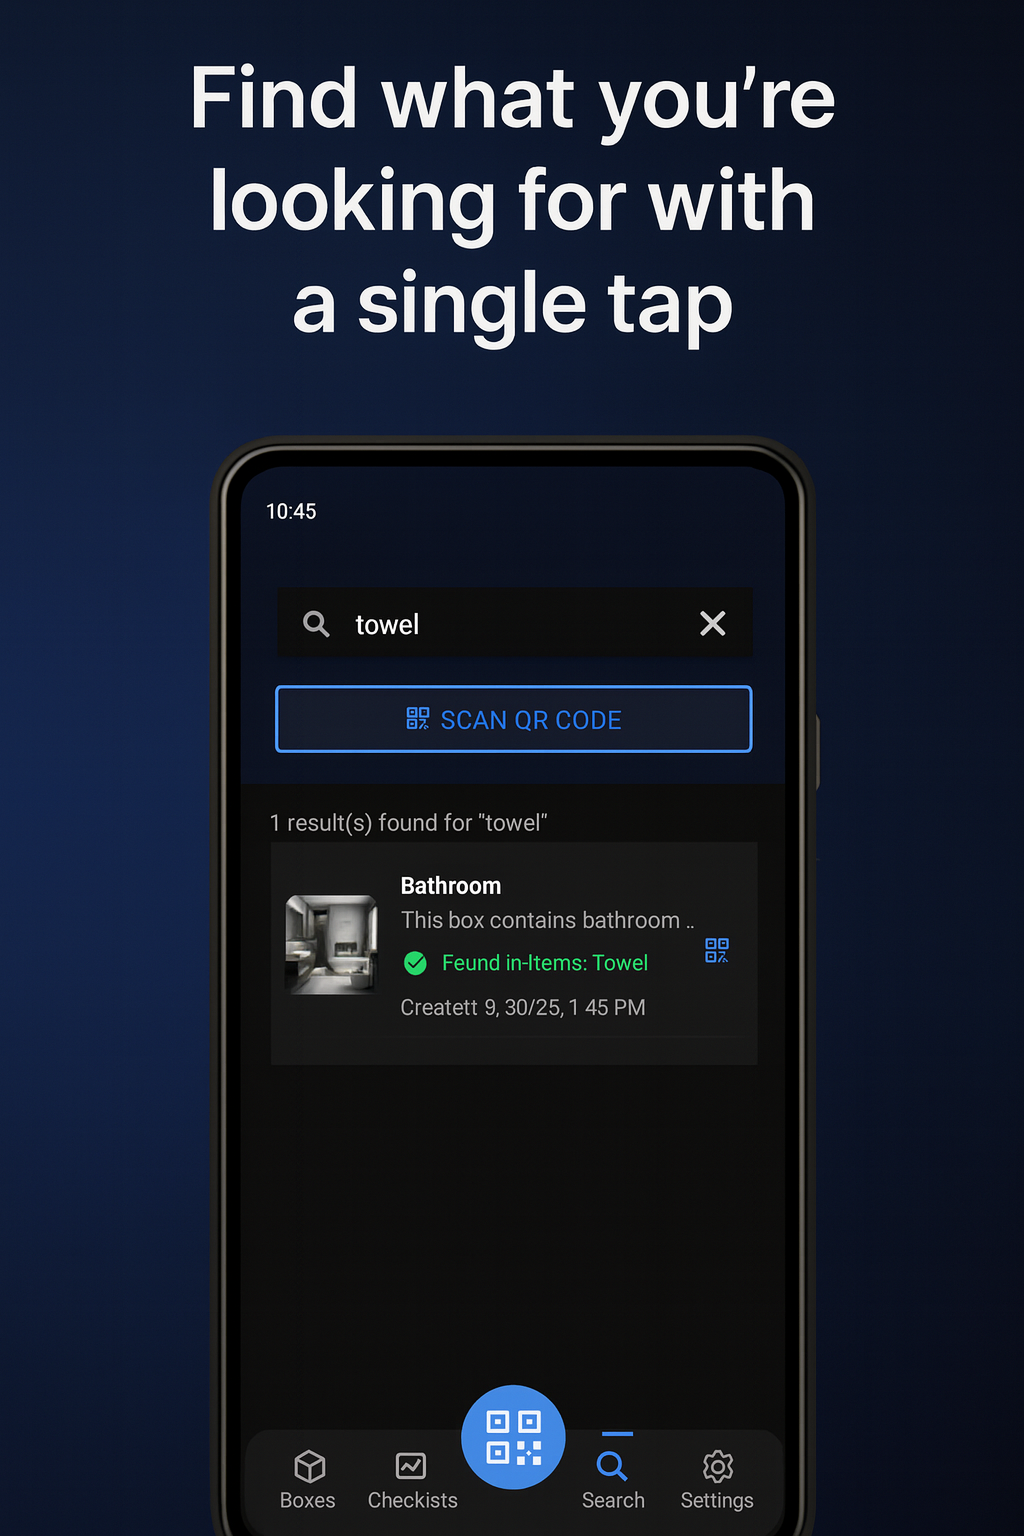 Find what you're
looking for with
a single tap
10:45
towel
SCAN QR CODE
1 result(s) found for "towel"
Bathroom
This box contains bathroom ..
Feund in-Items: Towel
Creatett 9, 30/25, 1 45 PM
Boxes
Checkists
Search
Settings